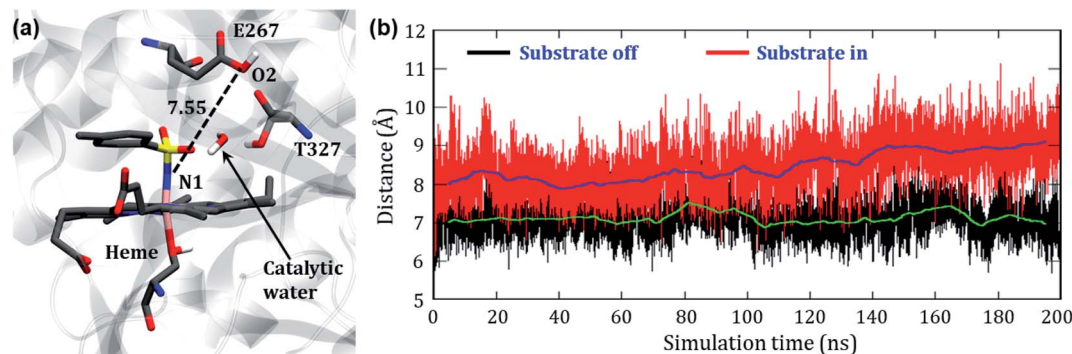 (a)
E267
O2
7.55
T327
N1
Heme
Catalytic
water
(b)
Substrate off
Substrate in
Distance (Å)
12
11
10
9
8
7
6
5
0 20 40 60 80 100 120 140 160 180 200
Simulation time (ns)